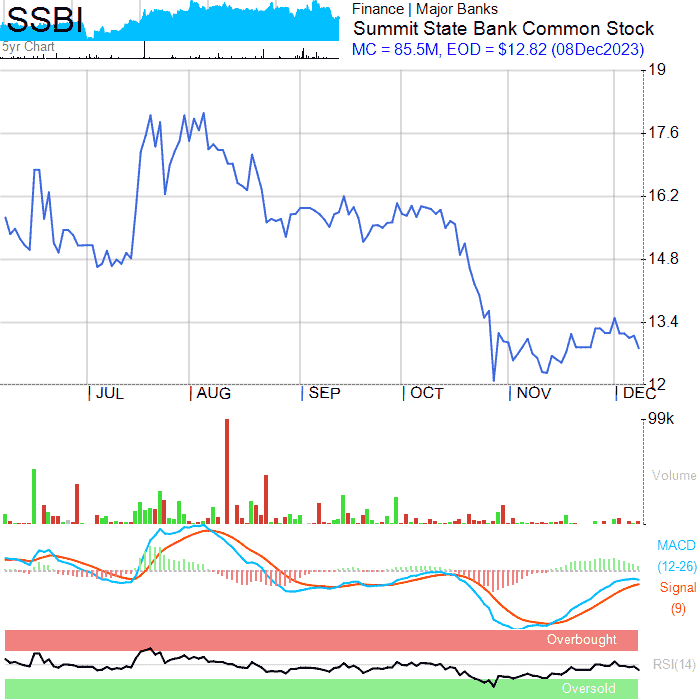 SSBI
5yr Chart
Finance | Major Banks
Summit State Bank Common Stock
MC = 85.5M, EOD = $12.82 (08Dec2023)
19
17.6
16.2
14.8
13.4
12
JUL AUG SEP OCT NOV DEC
99k
Volume
MACD
(12-26)
Signal
(9)
Overbought
RSI(14)
Oversold